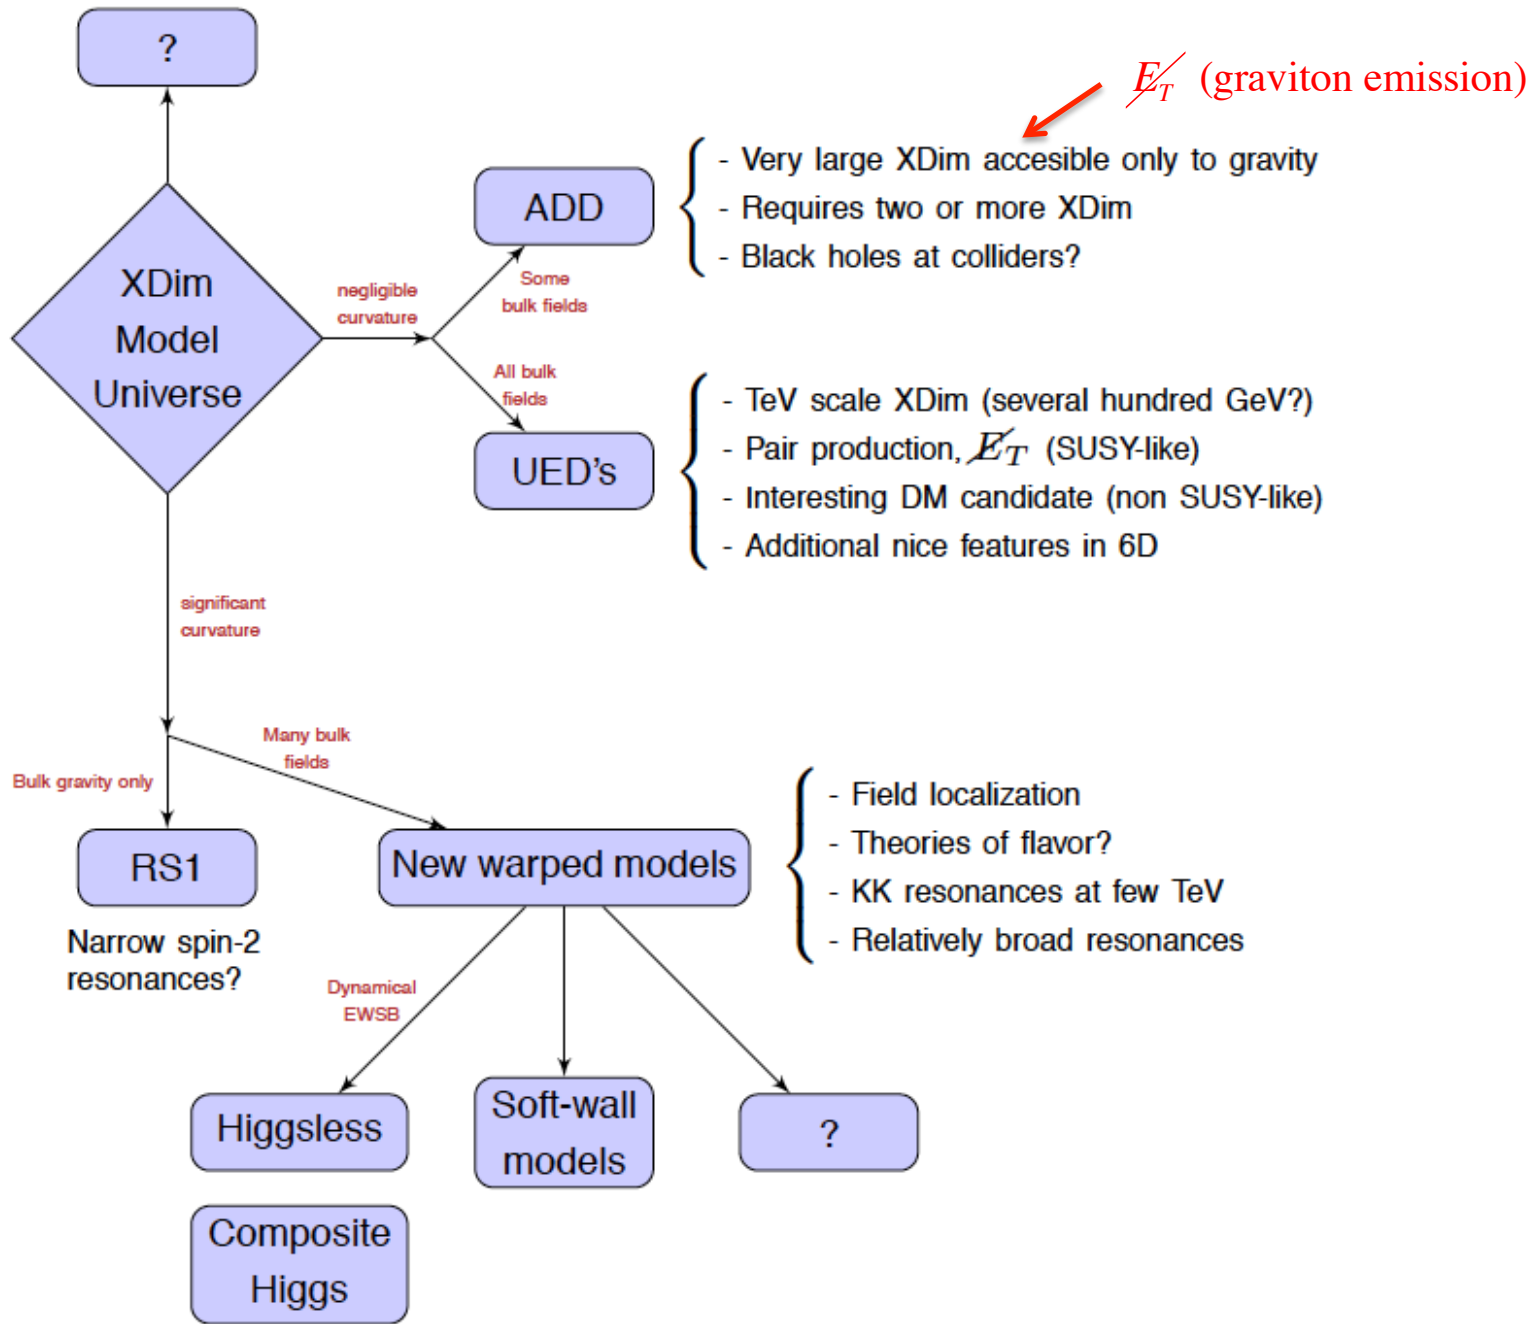 ?
E̸_T (graviton emission)
- Very large XDim accesible only to gravity
- Requires two or more XDim
- Black holes at colliders?
ADD
XDim
Model
Universe
negligible
curvature
Some
bulk fields
All bulk
fields
UED's
- TeV scale XDim (several hundred GeV?)
- Pair production, E̸_T (SUSY-like)
- Interesting DM candidate (non SUSY-like)
- Additional nice features in 6D
significant
curvature
Bulk gravity only
Many bulk
fields
RS1
Narrow spin-2
resonances?
New warped models
- Field localization
- Theories of flavor?
- KK resonances at few TeV
- Relatively broad resonances
Dynamical
EWSB
Higgsless
Soft-wall
models
?
Composite
Higgs